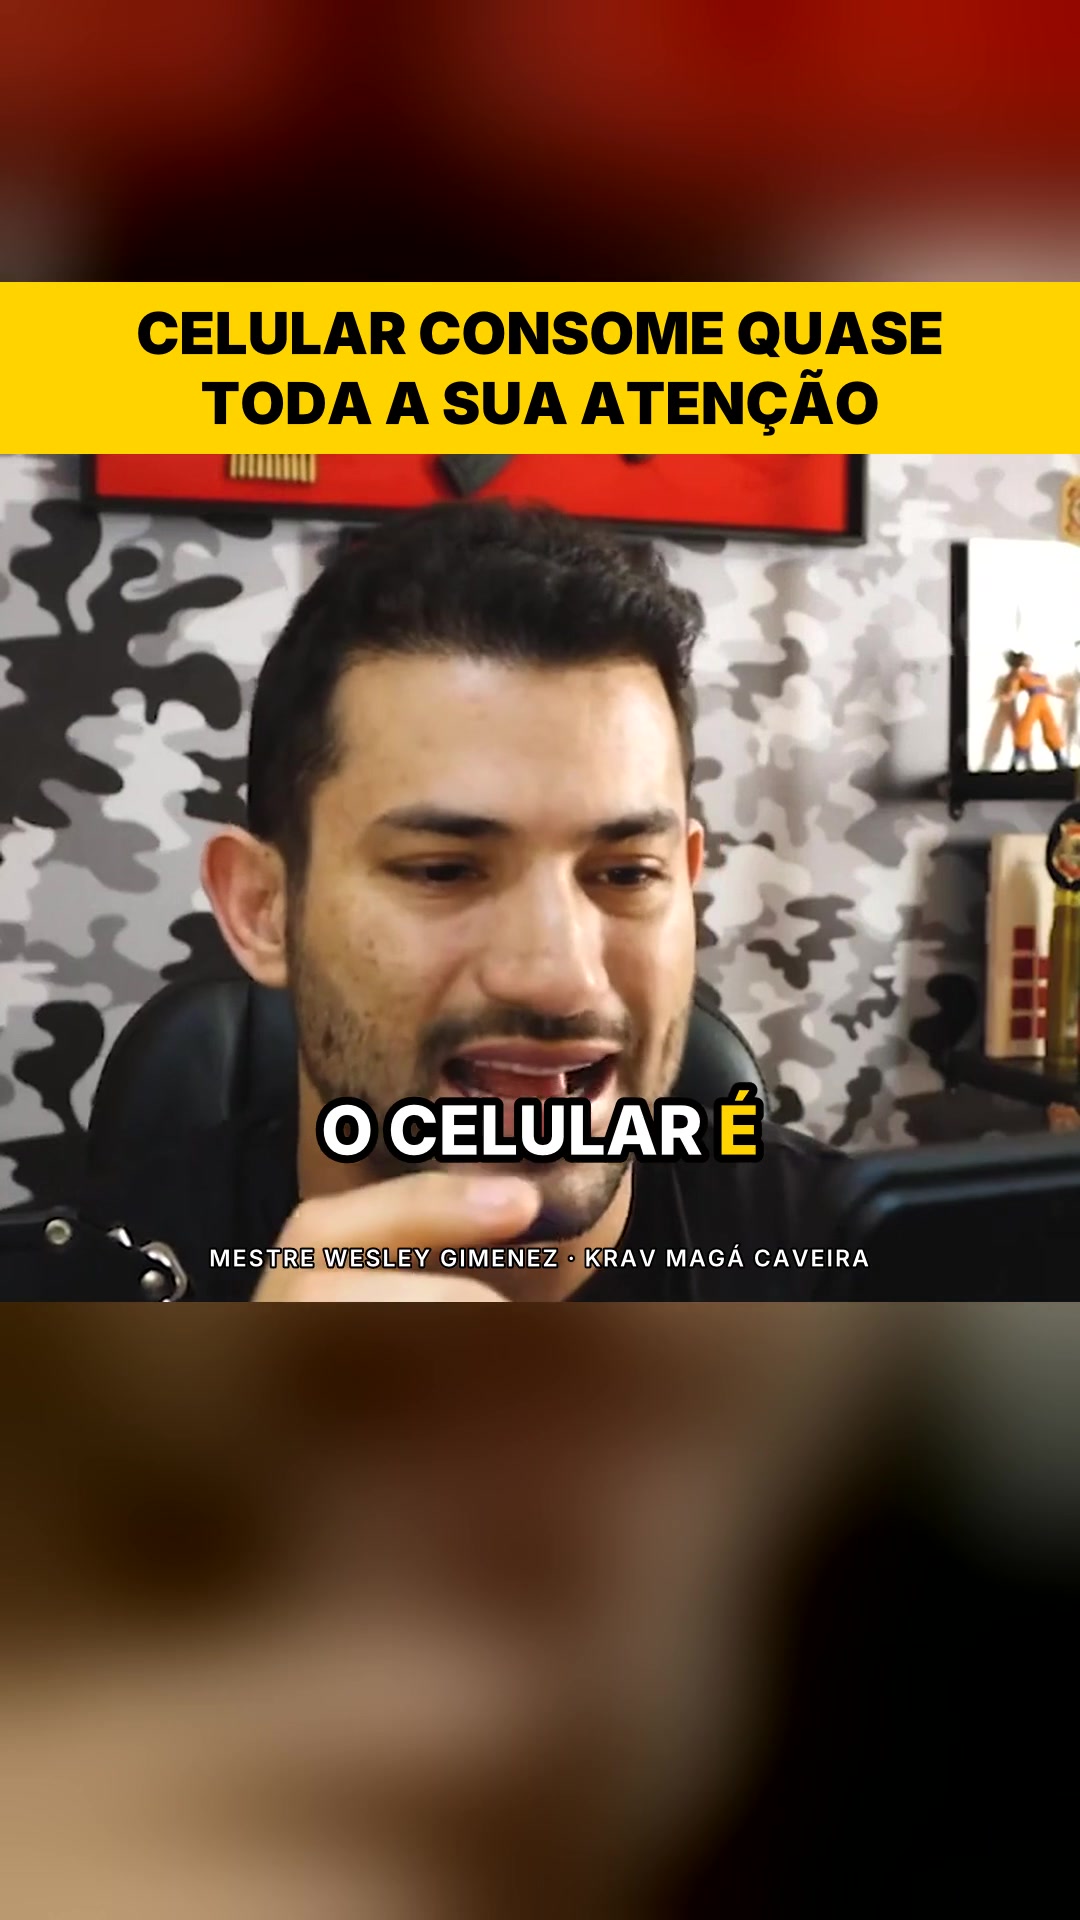 CELULAR CONSOME QUASE
TODA A SUA ATENÇÃO
O CELULAR É
MESTRE WESLEY GIMENEZ · KRAV MAGÁ CAVEIRA